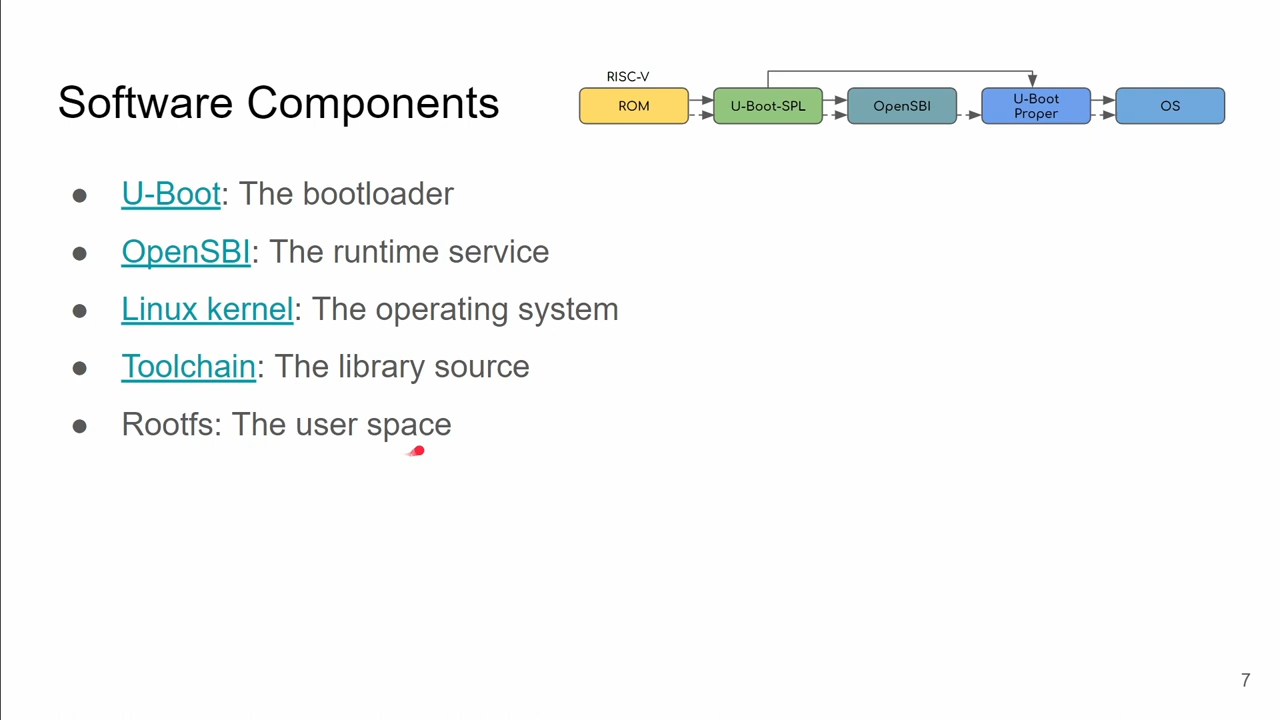 Software Components
RISC-V
ROM
U-Boot-SPL
OpenSBI
U-Boot
Proper
OS
● U-Boot: The bootloader
● OpenSBI: The runtime service
● Linux kernel: The operating system
● Toolchain: The library source
● Rootfs: The user space
7